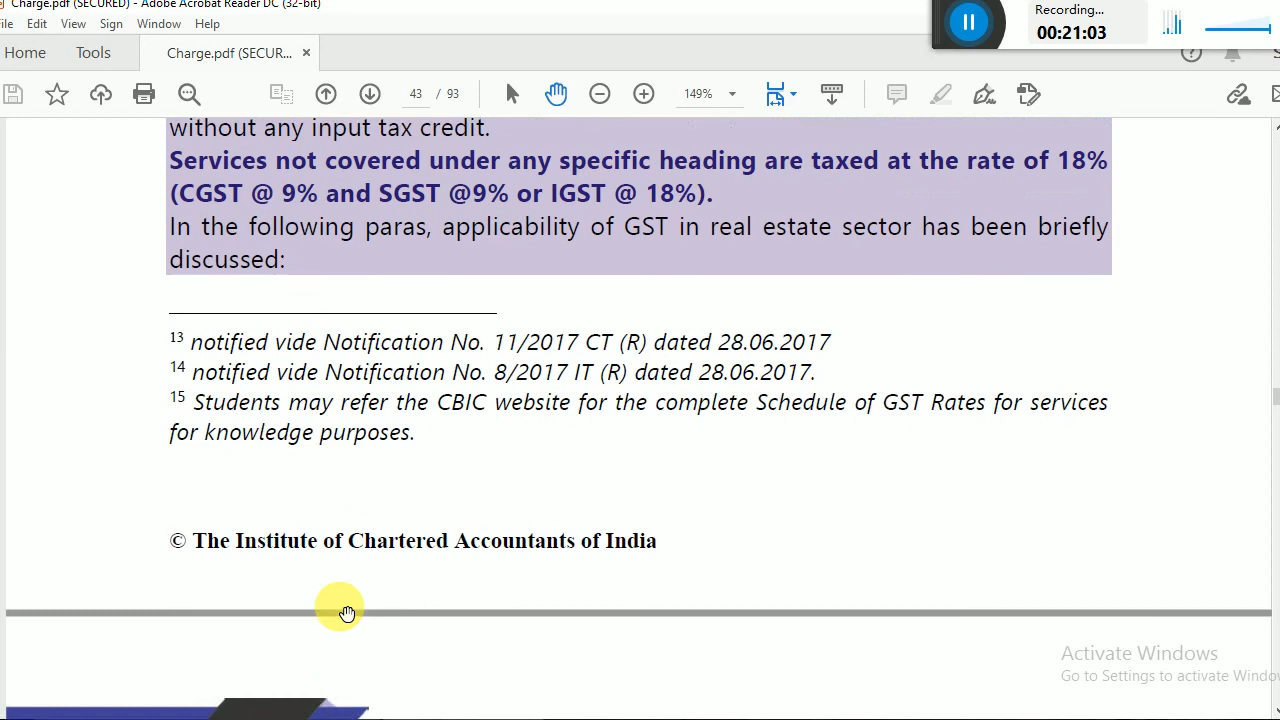 Charge.pdf (SECURED) - Adobe Acrobat Reader DC (32-bit)
File Edit View Sign Window Help
Recording...
00:21:03
Home Tools Charge.pdf (SECUR... ×
43 / 93 149%
without any input tax credit.
Services not covered under any specific heading are taxed at the rate of 18%
(CGST @ 9% and SGST @9% or IGST @ 18%).
In the following paras, applicability of GST in real estate sector has been briefly
discussed:
13 notified vide Notification No. 11/2017 CT (R) dated 28.06.2017
14 notified vide Notification No. 8/2017 IT (R) dated 28.06.2017.
15 Students may refer the CBIC website for the complete Schedule of GST Rates for services
for knowledge purposes.
© The Institute of Chartered Accountants of India
Activate Windows
Go to Settings to activate Windo